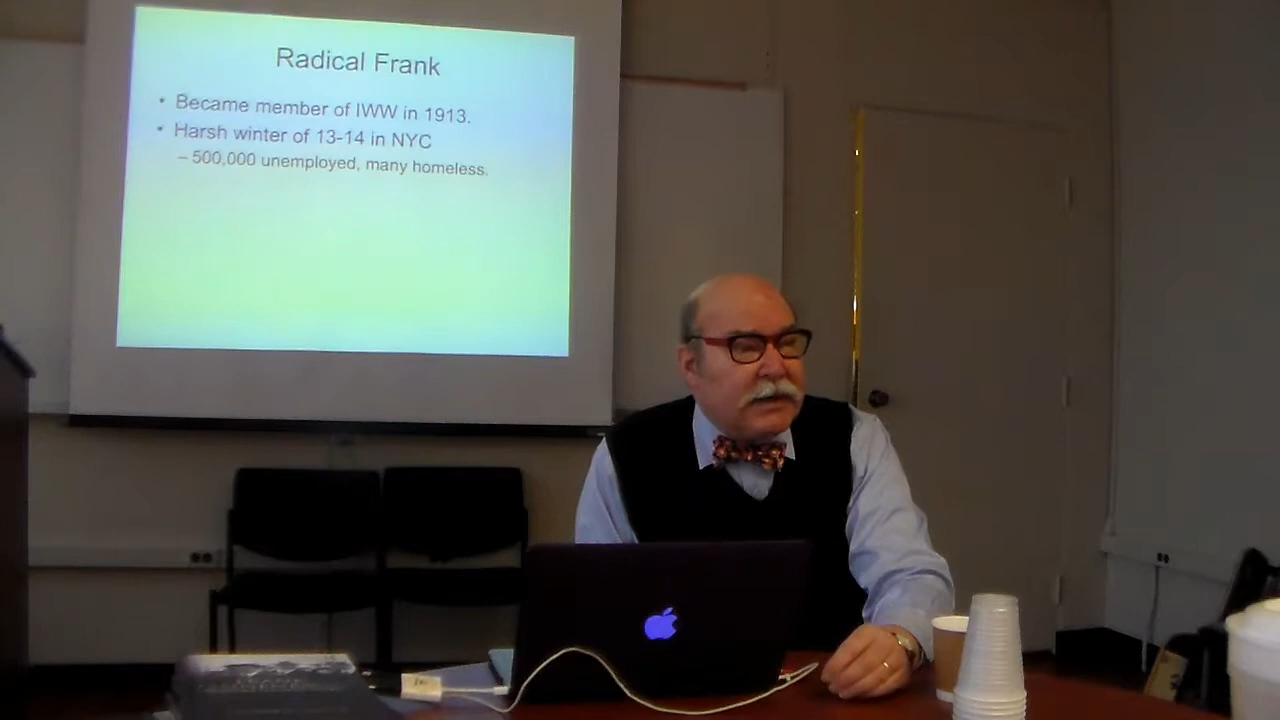 Radical Frank
• Became member of IWW in 1913.
• Harsh winter of 13-14 in NYC
– 500,000 unemployed, many homeless.